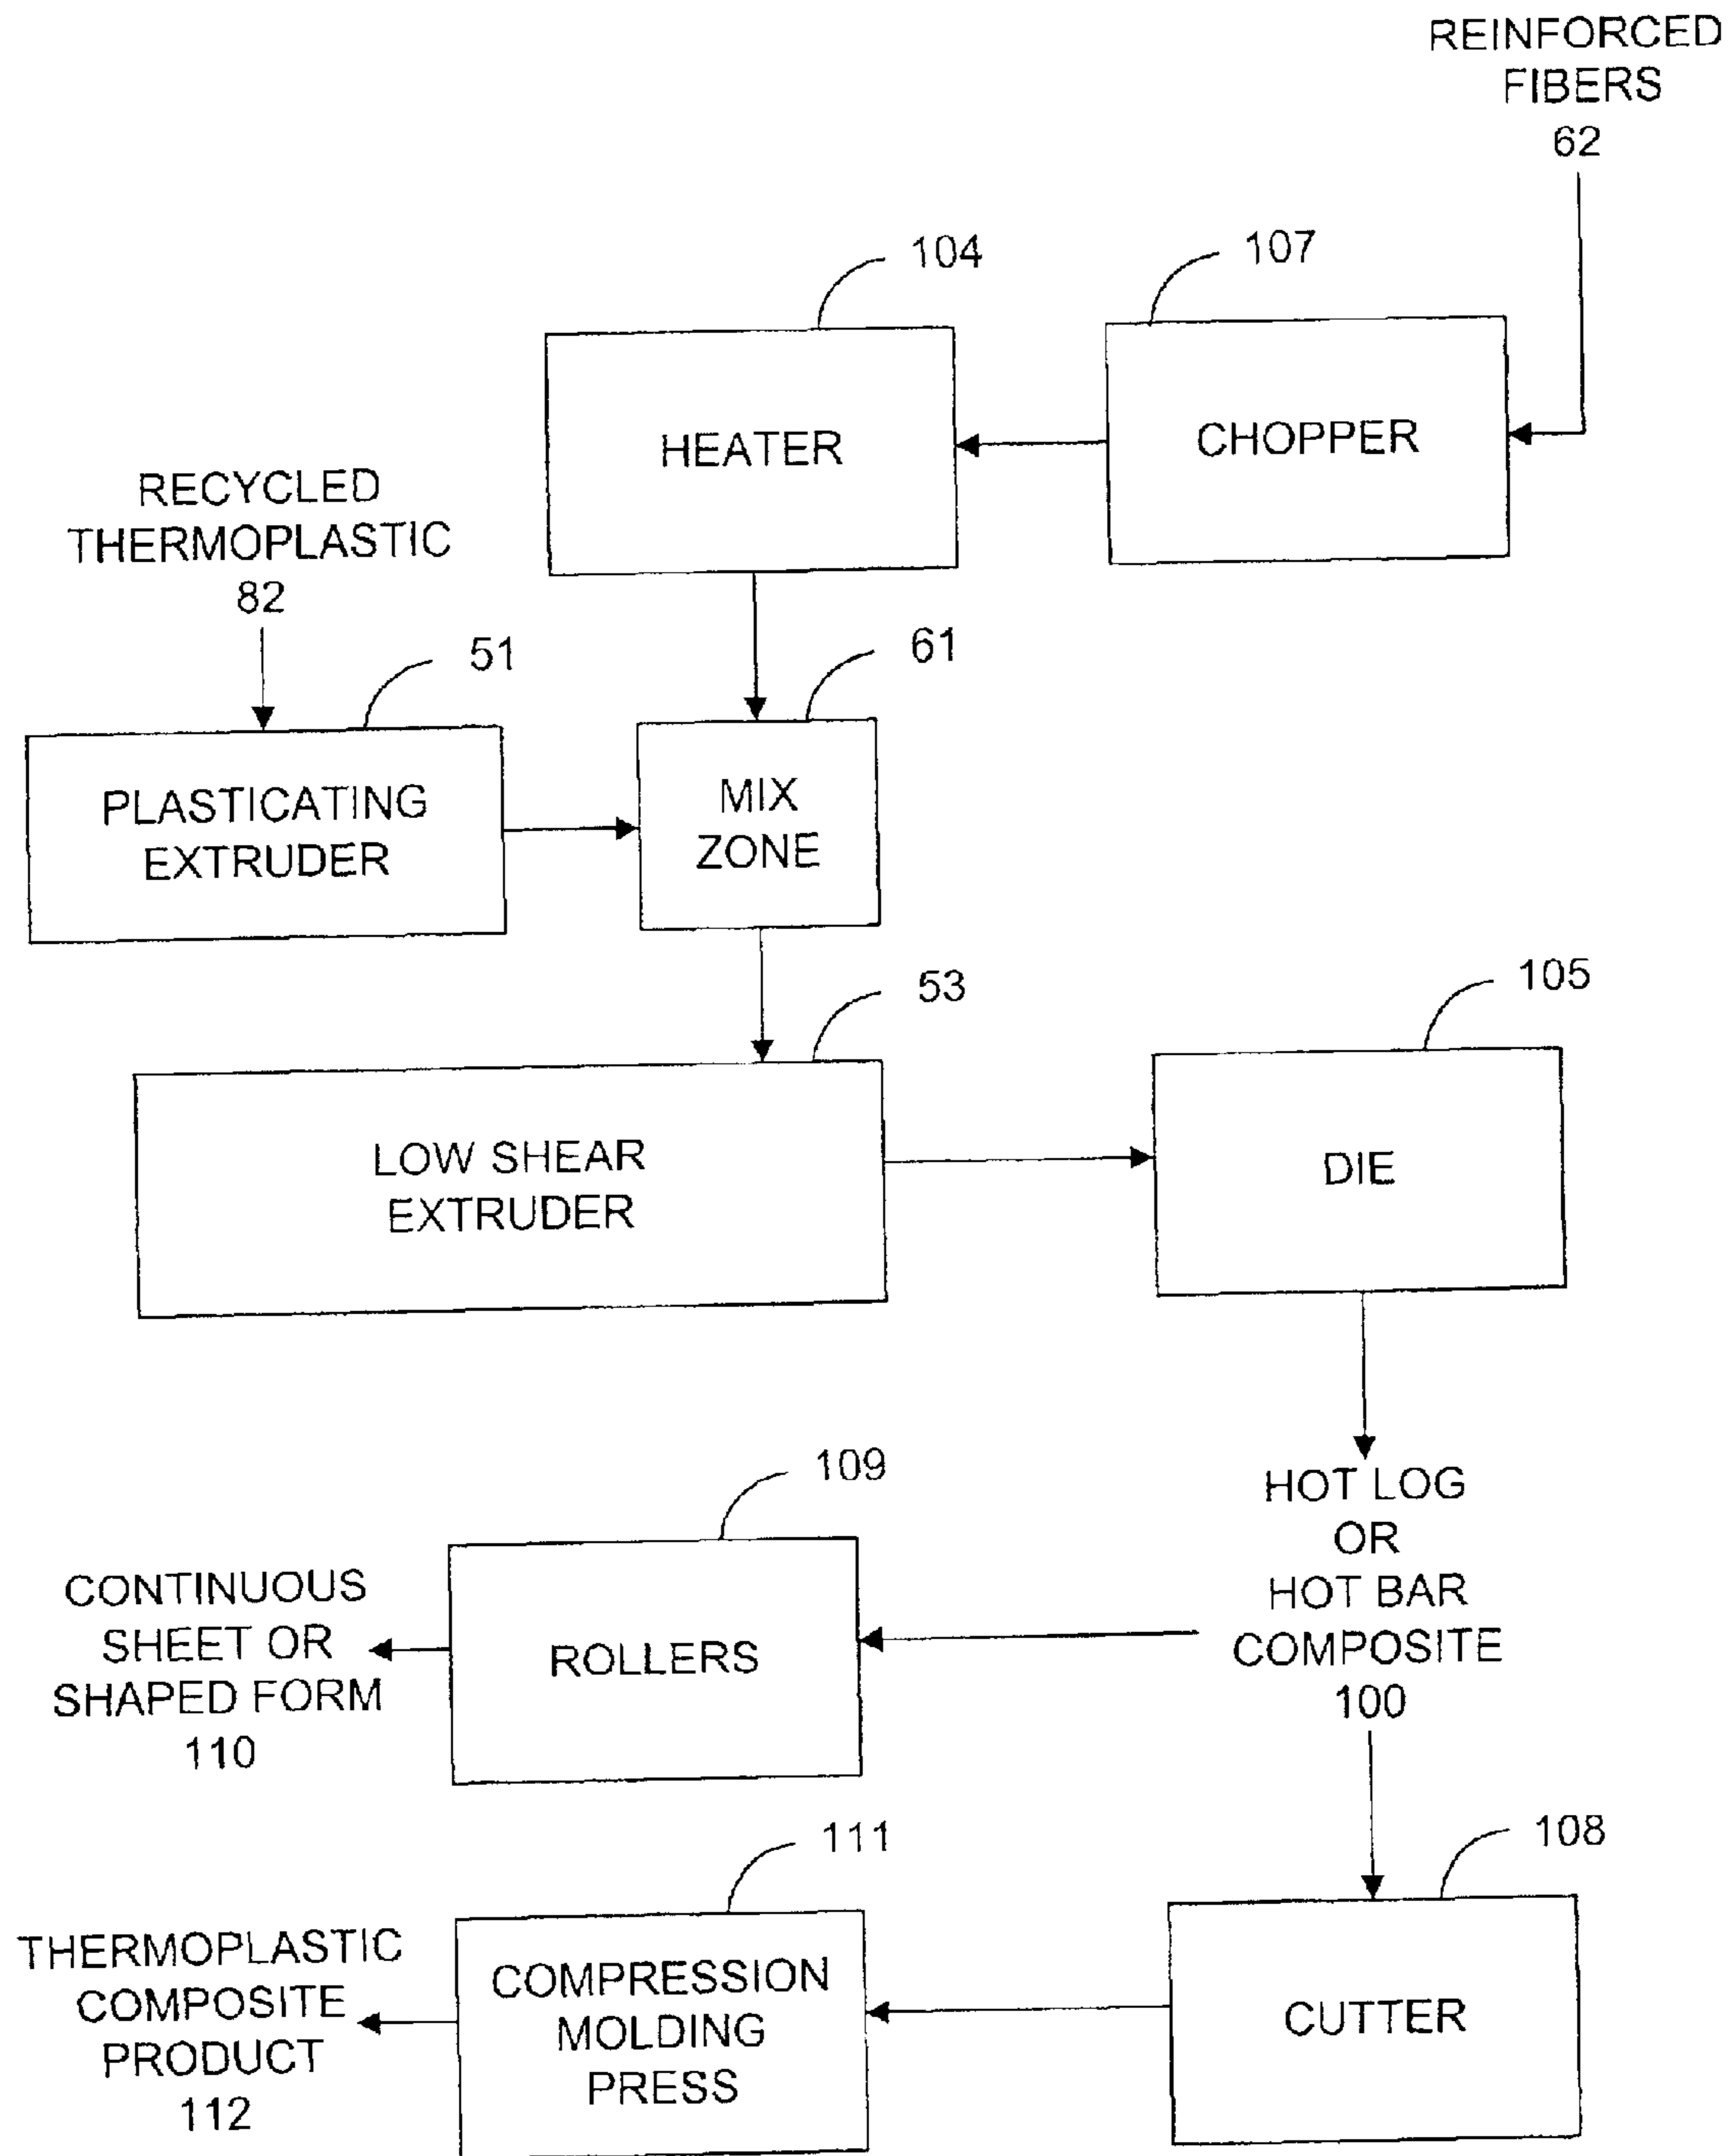 REINFORCED
FIBERS
62
104
107
HEATER
CHOPPER
RECYCLED
THERMOPLASTIC
82
51
61
PLASTICATING
EXTRUDER
MIX
ZONE
53
105
LOW SHEAR
EXTRUDER
DIE
109
HOT LOG
OR
HOT BAR
COMPOSITE
100
CONTINUOUS
SHEET OR
SHAPED FORM
110
ROLLERS
111
108
THERMOPLASTIC
COMPOSITE
PRODUCT
112
COMPRESSION
MOLDING
PRESS
CUTTER